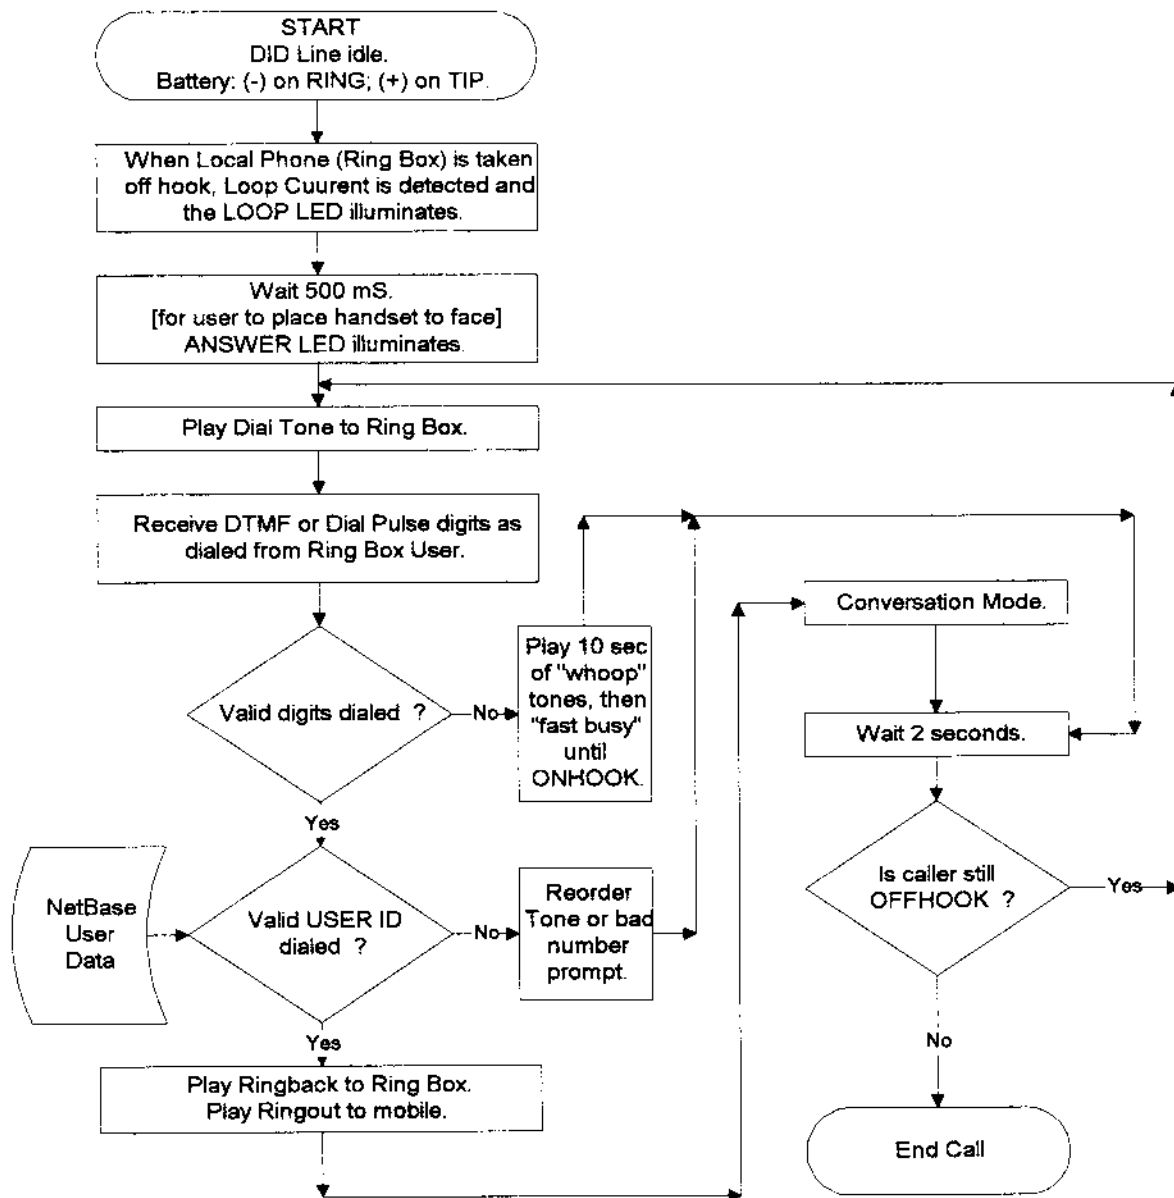 START
DID Line idle.
Battery: (-) on RING; (+) on TIP.
When Local Phone (Ring Box) is taken
off hook, Loop Cuurent is detected and
the LOOP LED illuminates.
Wait 500 mS.
[for user to place handset to face]
ANSWER LED illuminates.
Play Dial Tone to Ring Box.
Receive DTMF or Dial Pulse digits as
dialed from Ring Box User.
Valid digits dialed ?
No
Play 10 sec
of "whoop"
tones, then
"fast busy"
until
ONHOOK.
Yes
NetBase
User
Data
Valid USER ID
dialed ?
No
Reorder
Tone or bad
number
prompt.
Yes
Play Ringback to Ring Box.
Play Ringout to mobile.
Conversation Mode.
Wait 2 seconds.
Is caller still
OFFHOOK ?
Yes
No
End Call